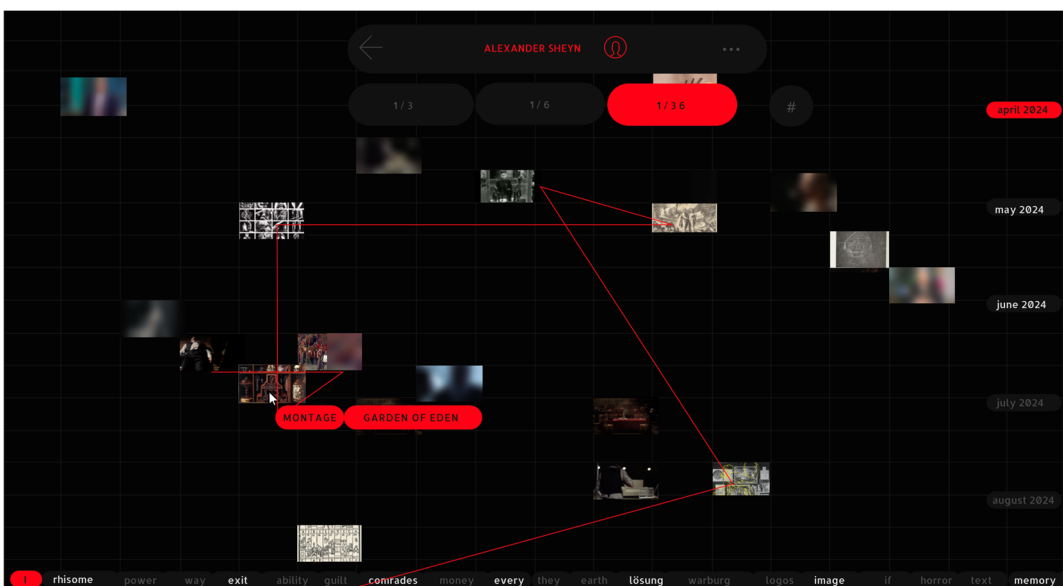 ALEXANDER SHEYN
1 / 3
1 / 6
1 / 3 6
#
april 2024
may 2024
june 2024
MONTAGE
GARDEN OF EDEN
july 2024
august 2024
I rhisome power way exit ability guilt comrades money every they earth lösung warburg logos image if horror text memory